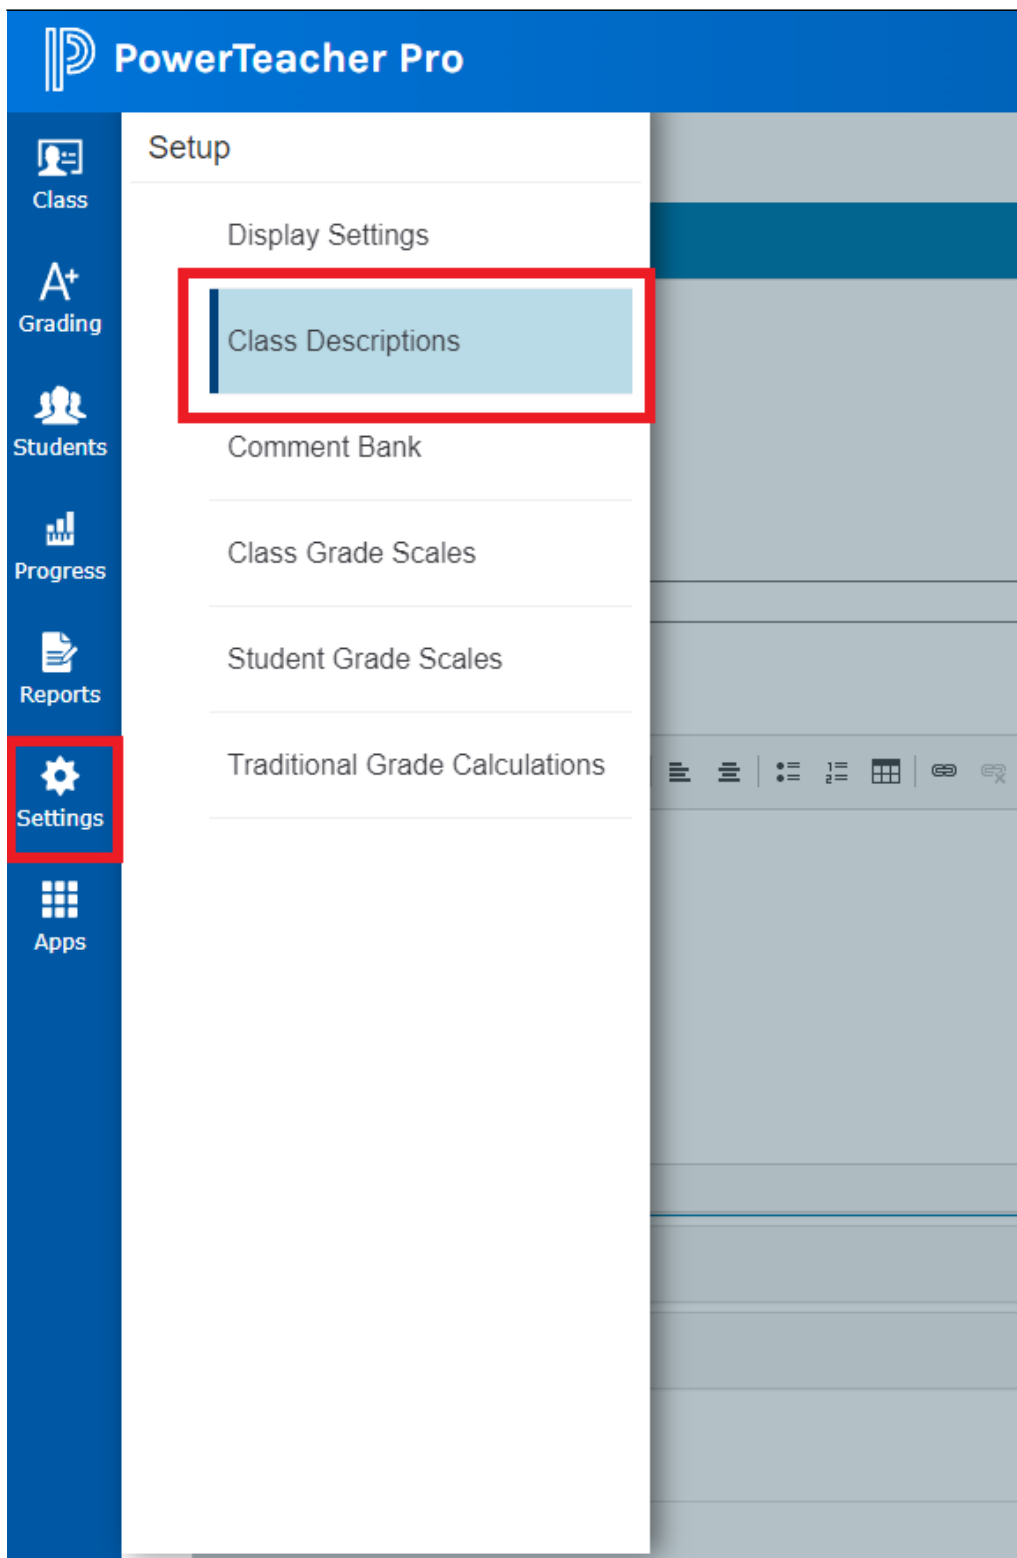 PowerTeacher Pro
Class
Grading
Students
Progress
Reports
Settings
Apps
Setup
Display Settings
Class Descriptions
Comment Bank
Class Grade Scales
Student Grade Scales
Traditional Grade Calculations